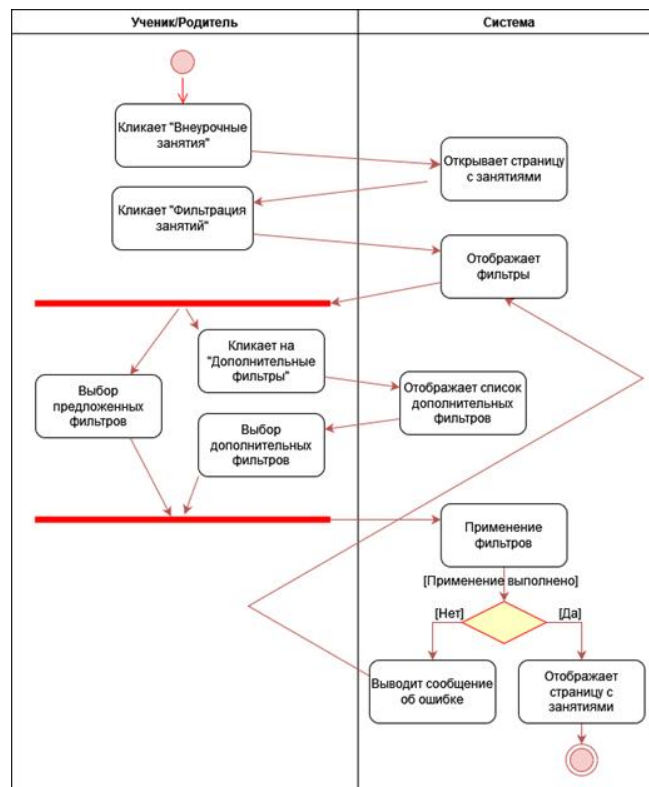 Ученик/Родитель
Система
Кликает "Внеурочные
занятия"
Открывает страницу
с занятиями
Кликает "Фильтрация
занятий"
Отображает
фильтры
Кликает на
"Дополнительные
фильтры"
Выбор
предложенных
фильтров
Отображает список
дополнительных
фильтров
Выбор
дополнительных
фильтров
Применение
фильтров
[Применение выполнено]
[Нет]
[Да]
Выводит сообщение
об ошибке
Отображает
страницу с
занятиями